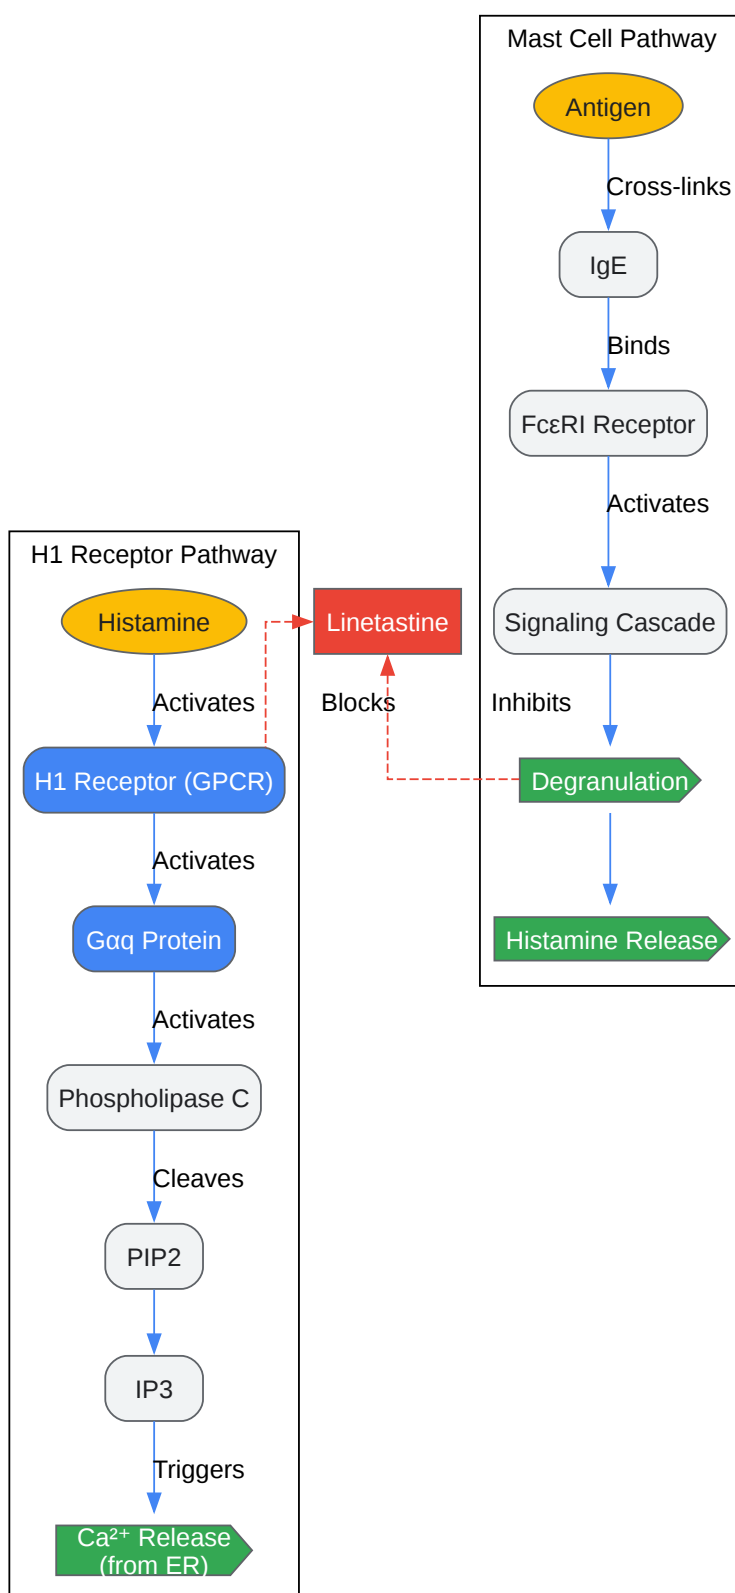 Mast Cell Pathway
Antigen
Cross-links
IgE
Binds
FcεRI Receptor
Activates
Signaling Cascade
Inhibits
Degranulation
Histamine Release
H1 Receptor Pathway
Histamine
Linetastine
Blocks
Activates
H1 Receptor (GPCR)
Activates
Gαq Protein
Activates
Phospholipase C
Cleaves
PIP2
IP3
Triggers
Ca²⁺ Release
(from ER)